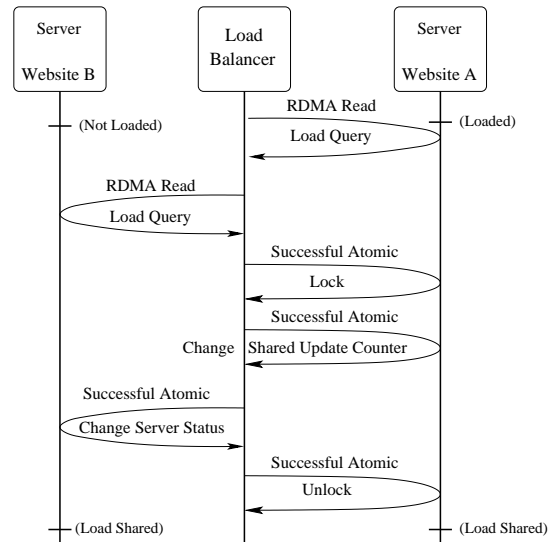 Server
Website B
Load
Balancer
Server
Website A
RDMA Read
(Not Loaded)
(Loaded)
Load Query
RDMA Read
Load Query
Successful Atomic
Lock
Successful Atomic
Change Shared Update Counter
Successful Atomic
Change Server Status
Successful Atomic
Unlock
(Load Shared)
(Load Shared)